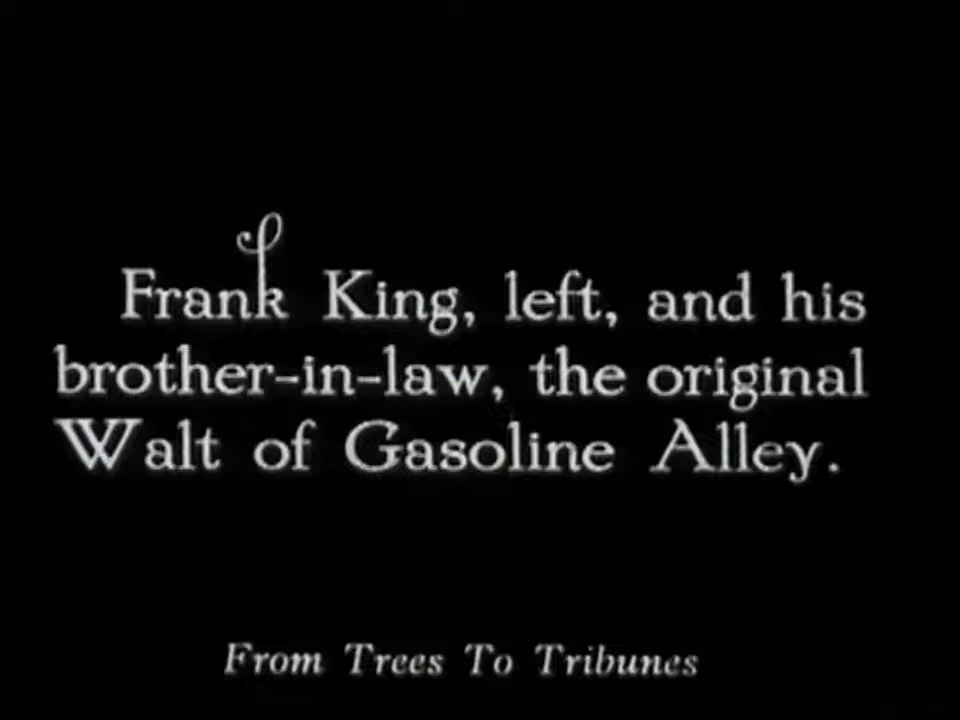 Frank King, left, and his
brother-in-law, the original
Walt of Gasoline Alley.
From Trees To Tribunes